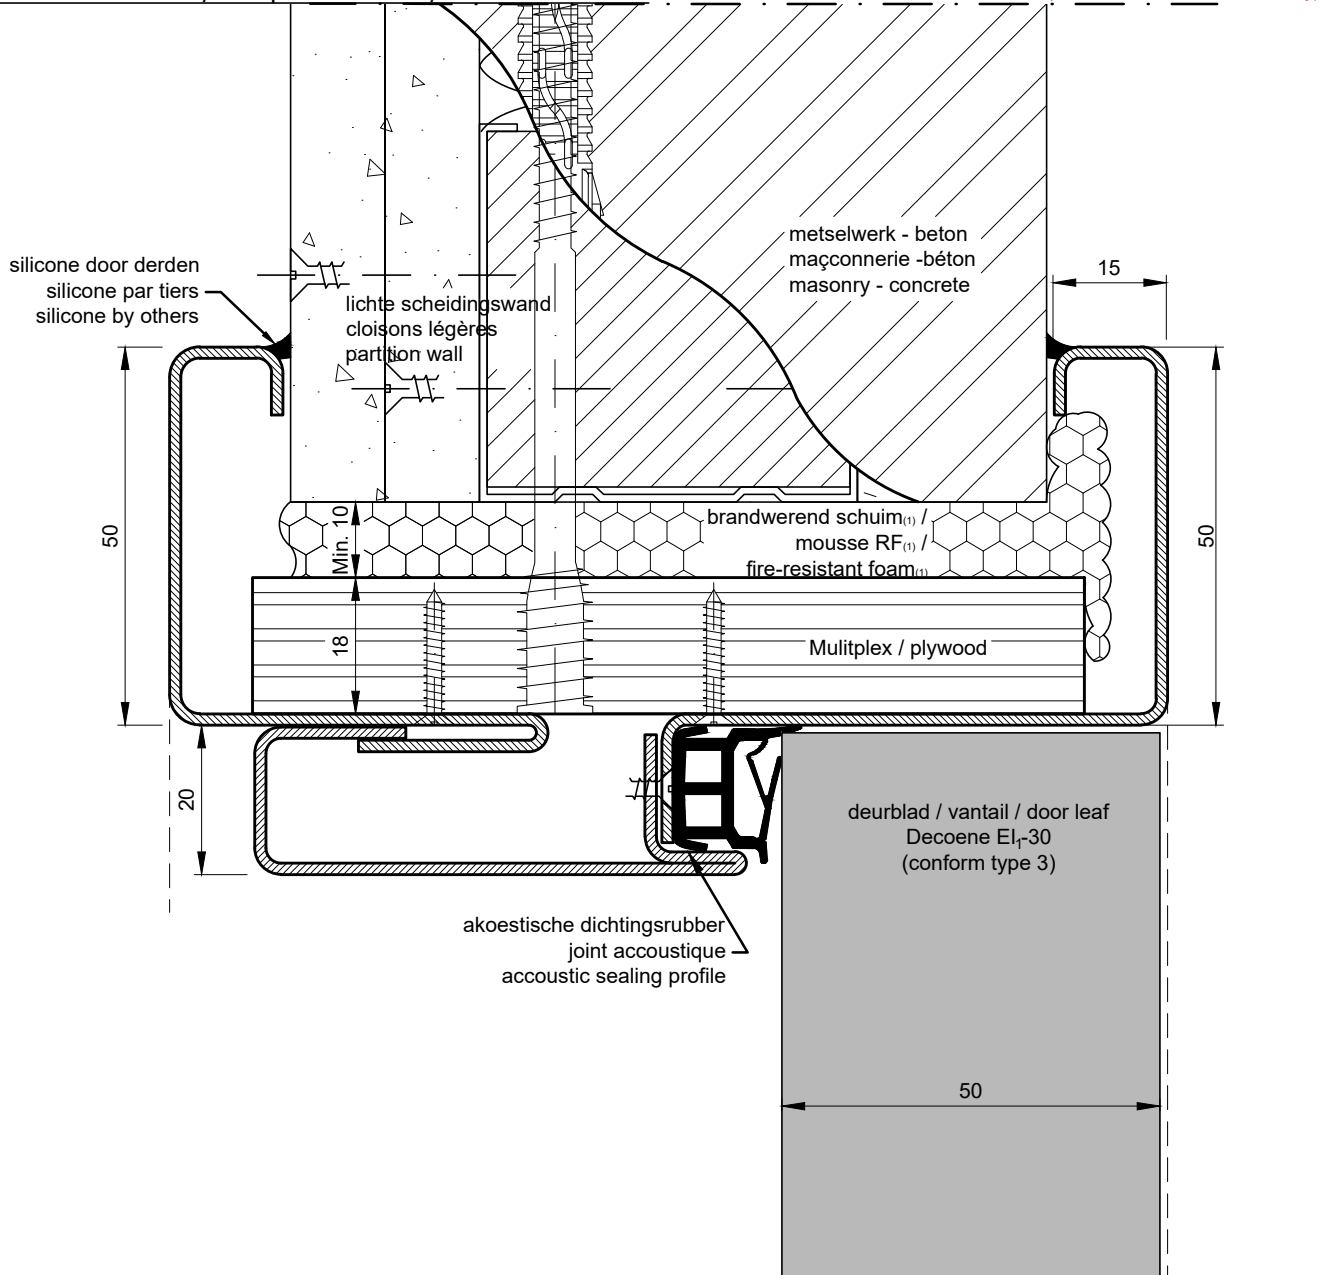 metselwerk - beton
maçconnerie -béton
masonry - concrete
15
silicone door derden
silicone par tiers
silicone by others
lichte scheidingswand
cloisons légères
partition wall
50
Min. 10
brandwerend schuim(1) /
mousse RF(1) /
fire-resistant foam(1)
50
18
Mulitplex / plywood
20
deurblad / vantail / door leaf
Decoene EI1-30
(conform type 3)
akoestische dichtingsrubber
joint accoustique
accoustic sealing profile
50